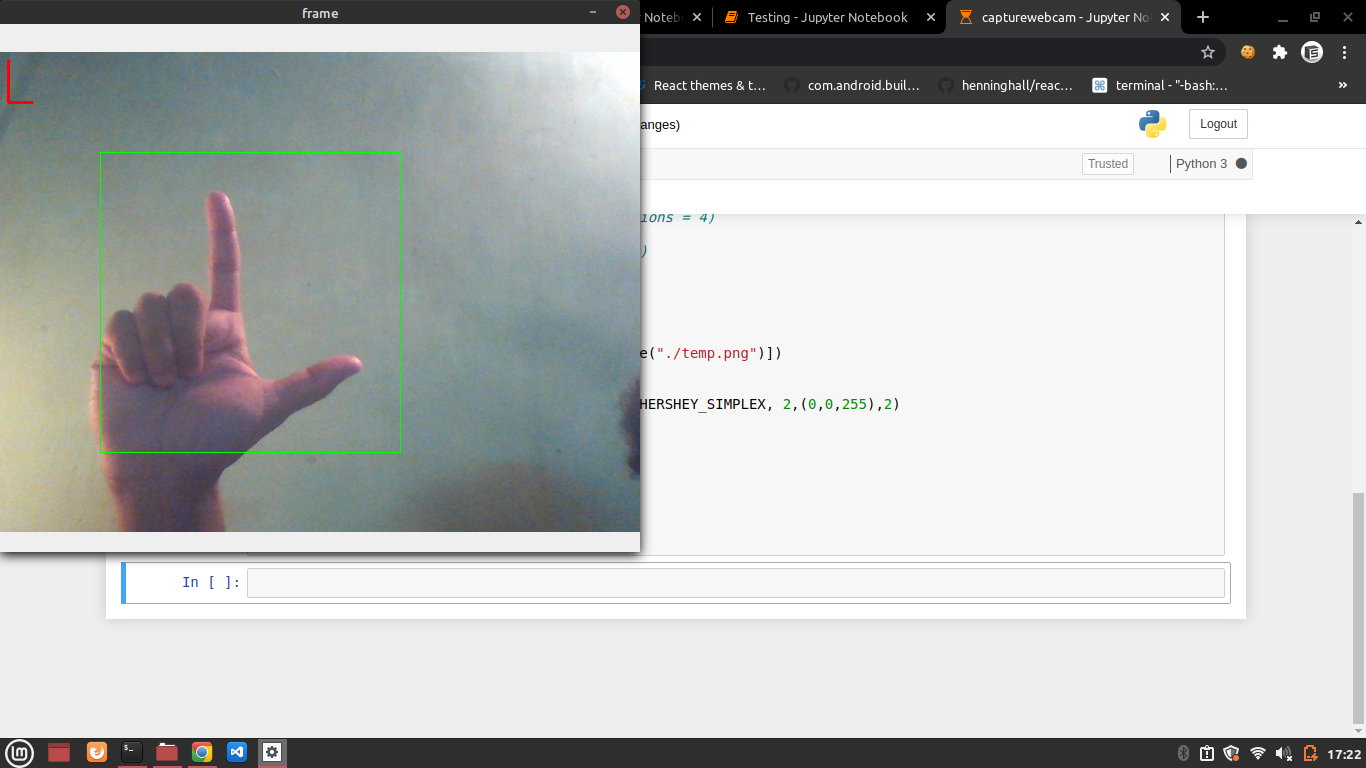 frame
Noteb
Testing - Jupyter Notebook
capturewebcam - Jupyter No
React themes & t…
com.android.buil…
henninghall/reac…
terminal - "-bash:…
»
L
anges)
Logout
Trusted
Python 3
ions = 4)
)
e("./temp.png")])
HERSHEY_SIMPLEX, 2,(0,0,255),2)
In [ ]:
17:22